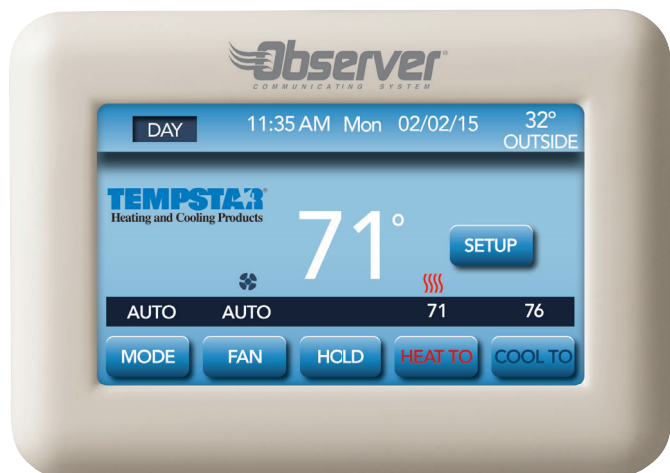 Observer
COMMUNICATING SYSTEM
DAY 11:35 AM Mon 02/02/15 32°
OUTSIDE
TEMPSTAR®
Heating and Cooling Products
71°
SETUP
AUTO AUTO 71 76
MODE FAN HOLD HEAT TO COOL TO